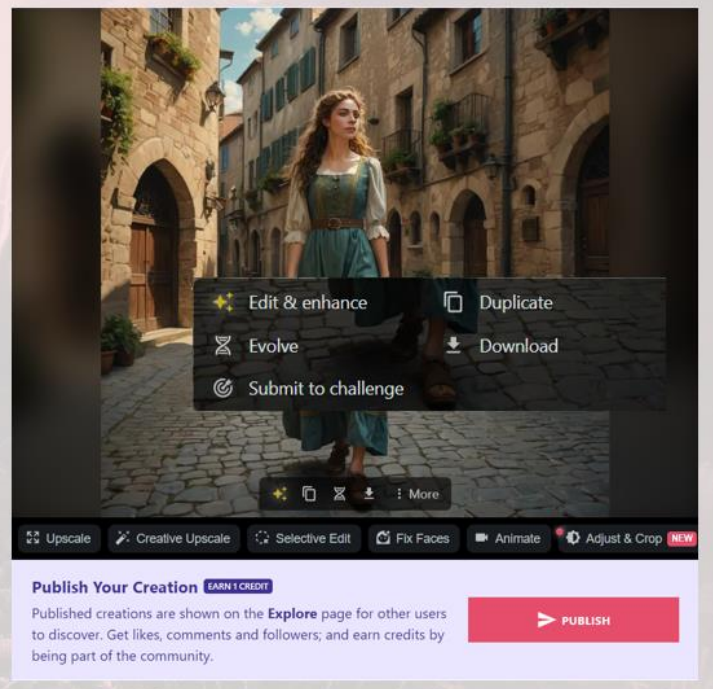 Edit & enhance
Duplicate
Evolve
Download
Submit to challenge
More
Upscale
Creative Upscale
Selective Edit
Fix Faces
Animate
Adjust & Crop NEW
Publish Your Creation EARN 1 CREDIT
Published creations are shown on the Explore page for other users
to discover. Get likes, comments and followers; and earn credits by
being part of the community.
PUBLISH